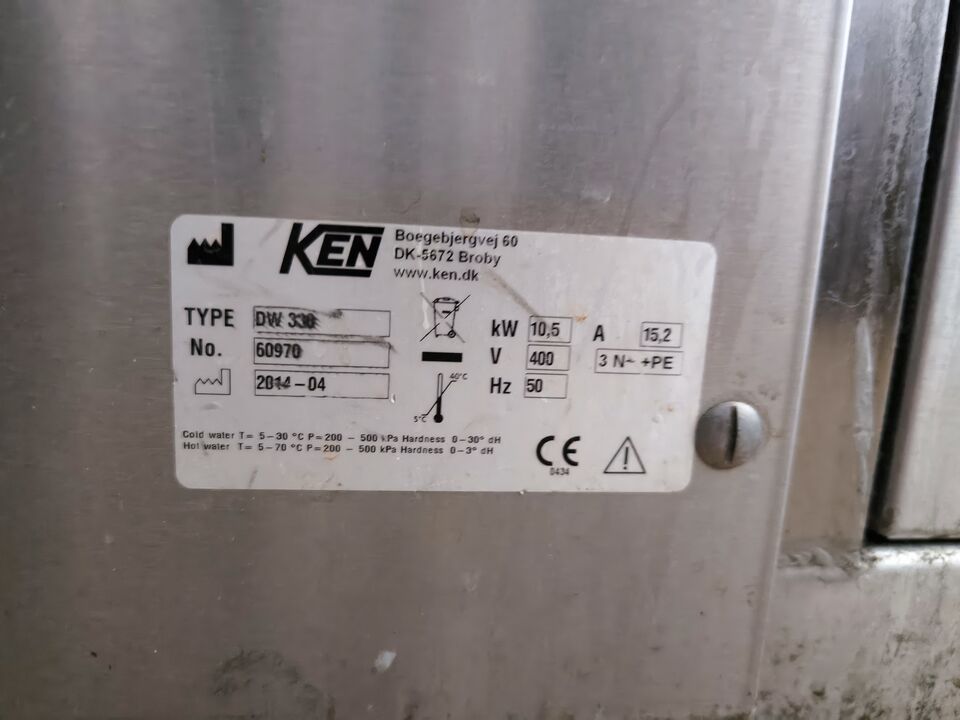 KEN
Boegebjergvej 60
DK-5672 Broby
www.ken.dk
TYPE DW 330
No. 60970
2014-04
5°C
40°C
kW 10,5 A 15,2
V 400 3 N~ +PE
Hz 50
Cold water T= 5-30 °C P=200 - 500 kPa Hardness 0-30° dH
Hot water T= 5-70 °C P=200 - 500 kPa Hardness 0-3° dH
CE
0434